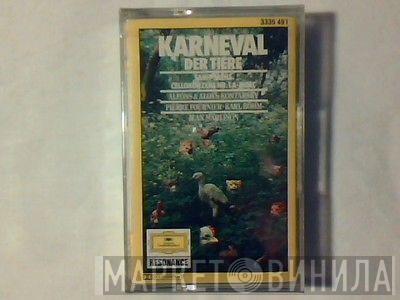 3335 491
KARNEVAL
DER TIERE
SAINT-SAËNS
CELLOKONZERT NR. 1 A-MOLL
ALFONS & ALOYS KONTARSKY
PIERRE FOURNIER · KARL BÖHM
JEAN MARTINON
RESONANCE
МАРКЕТ ВИНИЛА